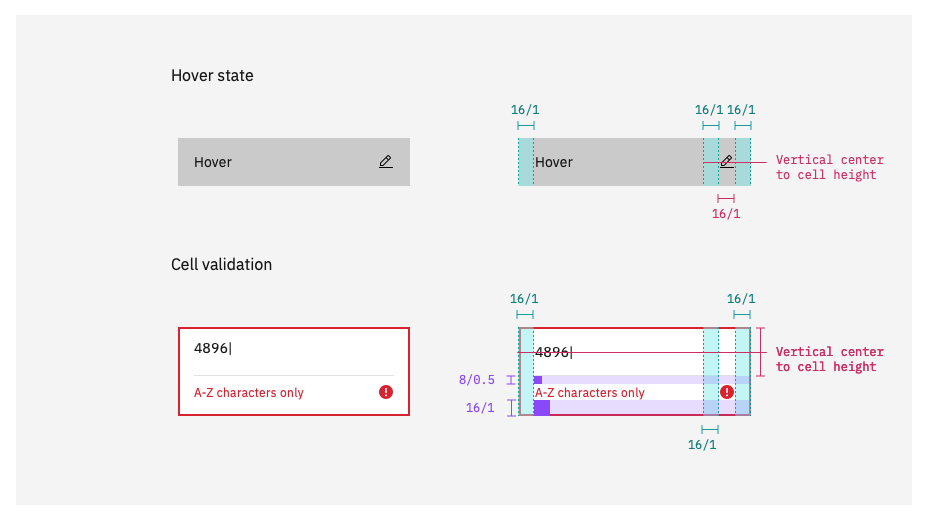 Hover state
16/1
16/1 16/1
Hover
Hover
Vertical center
to cell height
16/1
Cell validation
16/1
16/1
4896|
4896|
Vertical center
to cell height
8/0.5
A-Z characters only
A-Z characters only
16/1
16/1